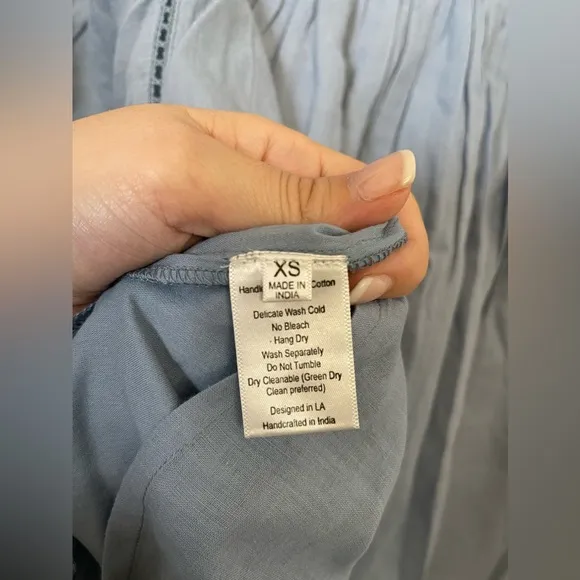 XS
MADE IN
INDIA
Cotton
Delicate Wash Cold
No Bleach
- Hang Dry
Wash Separately
Do Not Tumble
Dry Cleanable (Green Dry
Clean preferred)
Designed in LA
Handcrafted in India